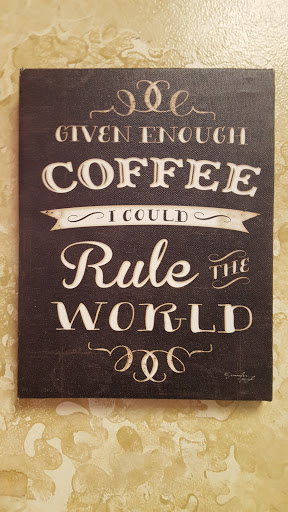 GIVEN ENOUGH
COFFEE
I COULD
Rule THE
WORLD